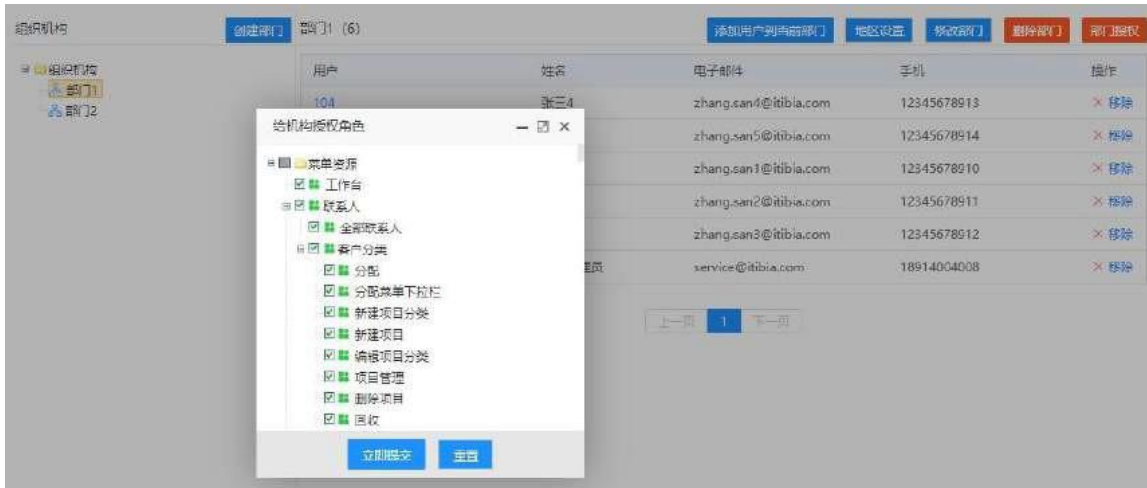 组织机构
创建部门
部门1 (6)
添加用户到当前部门
地区设置
修改部门
删除部门
部门授权
组织机构
部门1
部门2
用户 姓名 电子邮件 手机 操作
104 张三4 zhang.san4@itibia.com 12345678913 × 移除
zhang.san5@itibia.com 12345678914 × 移除
zhang.san1@itibia.com 12345678910 × 移除
zhang.san2@itibia.com 12345678911 × 移除
zhang.san3@itibia.com 12345678912 × 移除
理员 service@itibia.com 18914004008 × 移除
上一页 1 下一页
给机构授权角色
菜单资源
工作台
联系人
全部联系人
客户分类
分配
分配菜单下拉栏
新建项目分类
新建项目
编辑项目分类
项目管理
删除项目
回收
立即提交
重置